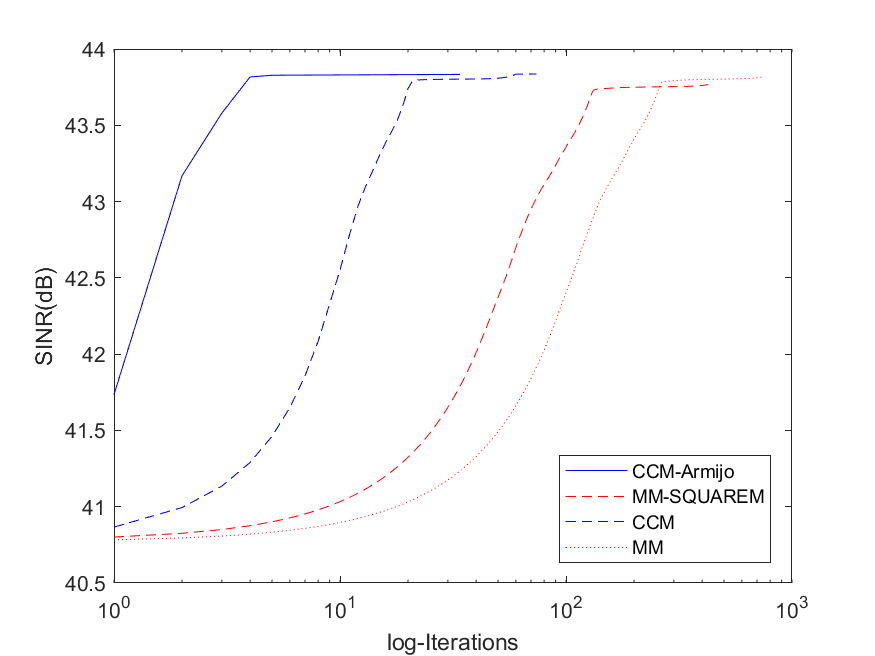 44
43.5
43
42.5
42
41.5
41
40.5
SINR(dB)
CCM-Armijo
MM-SQUAREM
CCM
MM
10^0
10^1
10^2
10^3
log-Iterations